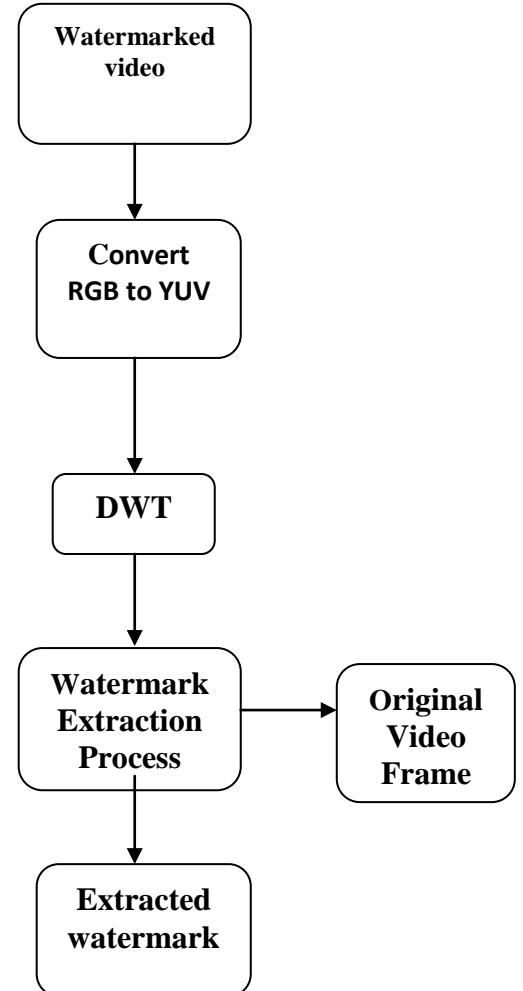 Watermarked
video
Convert
RGB to YUV
DWT
Watermark
Extraction
Process
Original
Video
Frame
Extracted
watermark